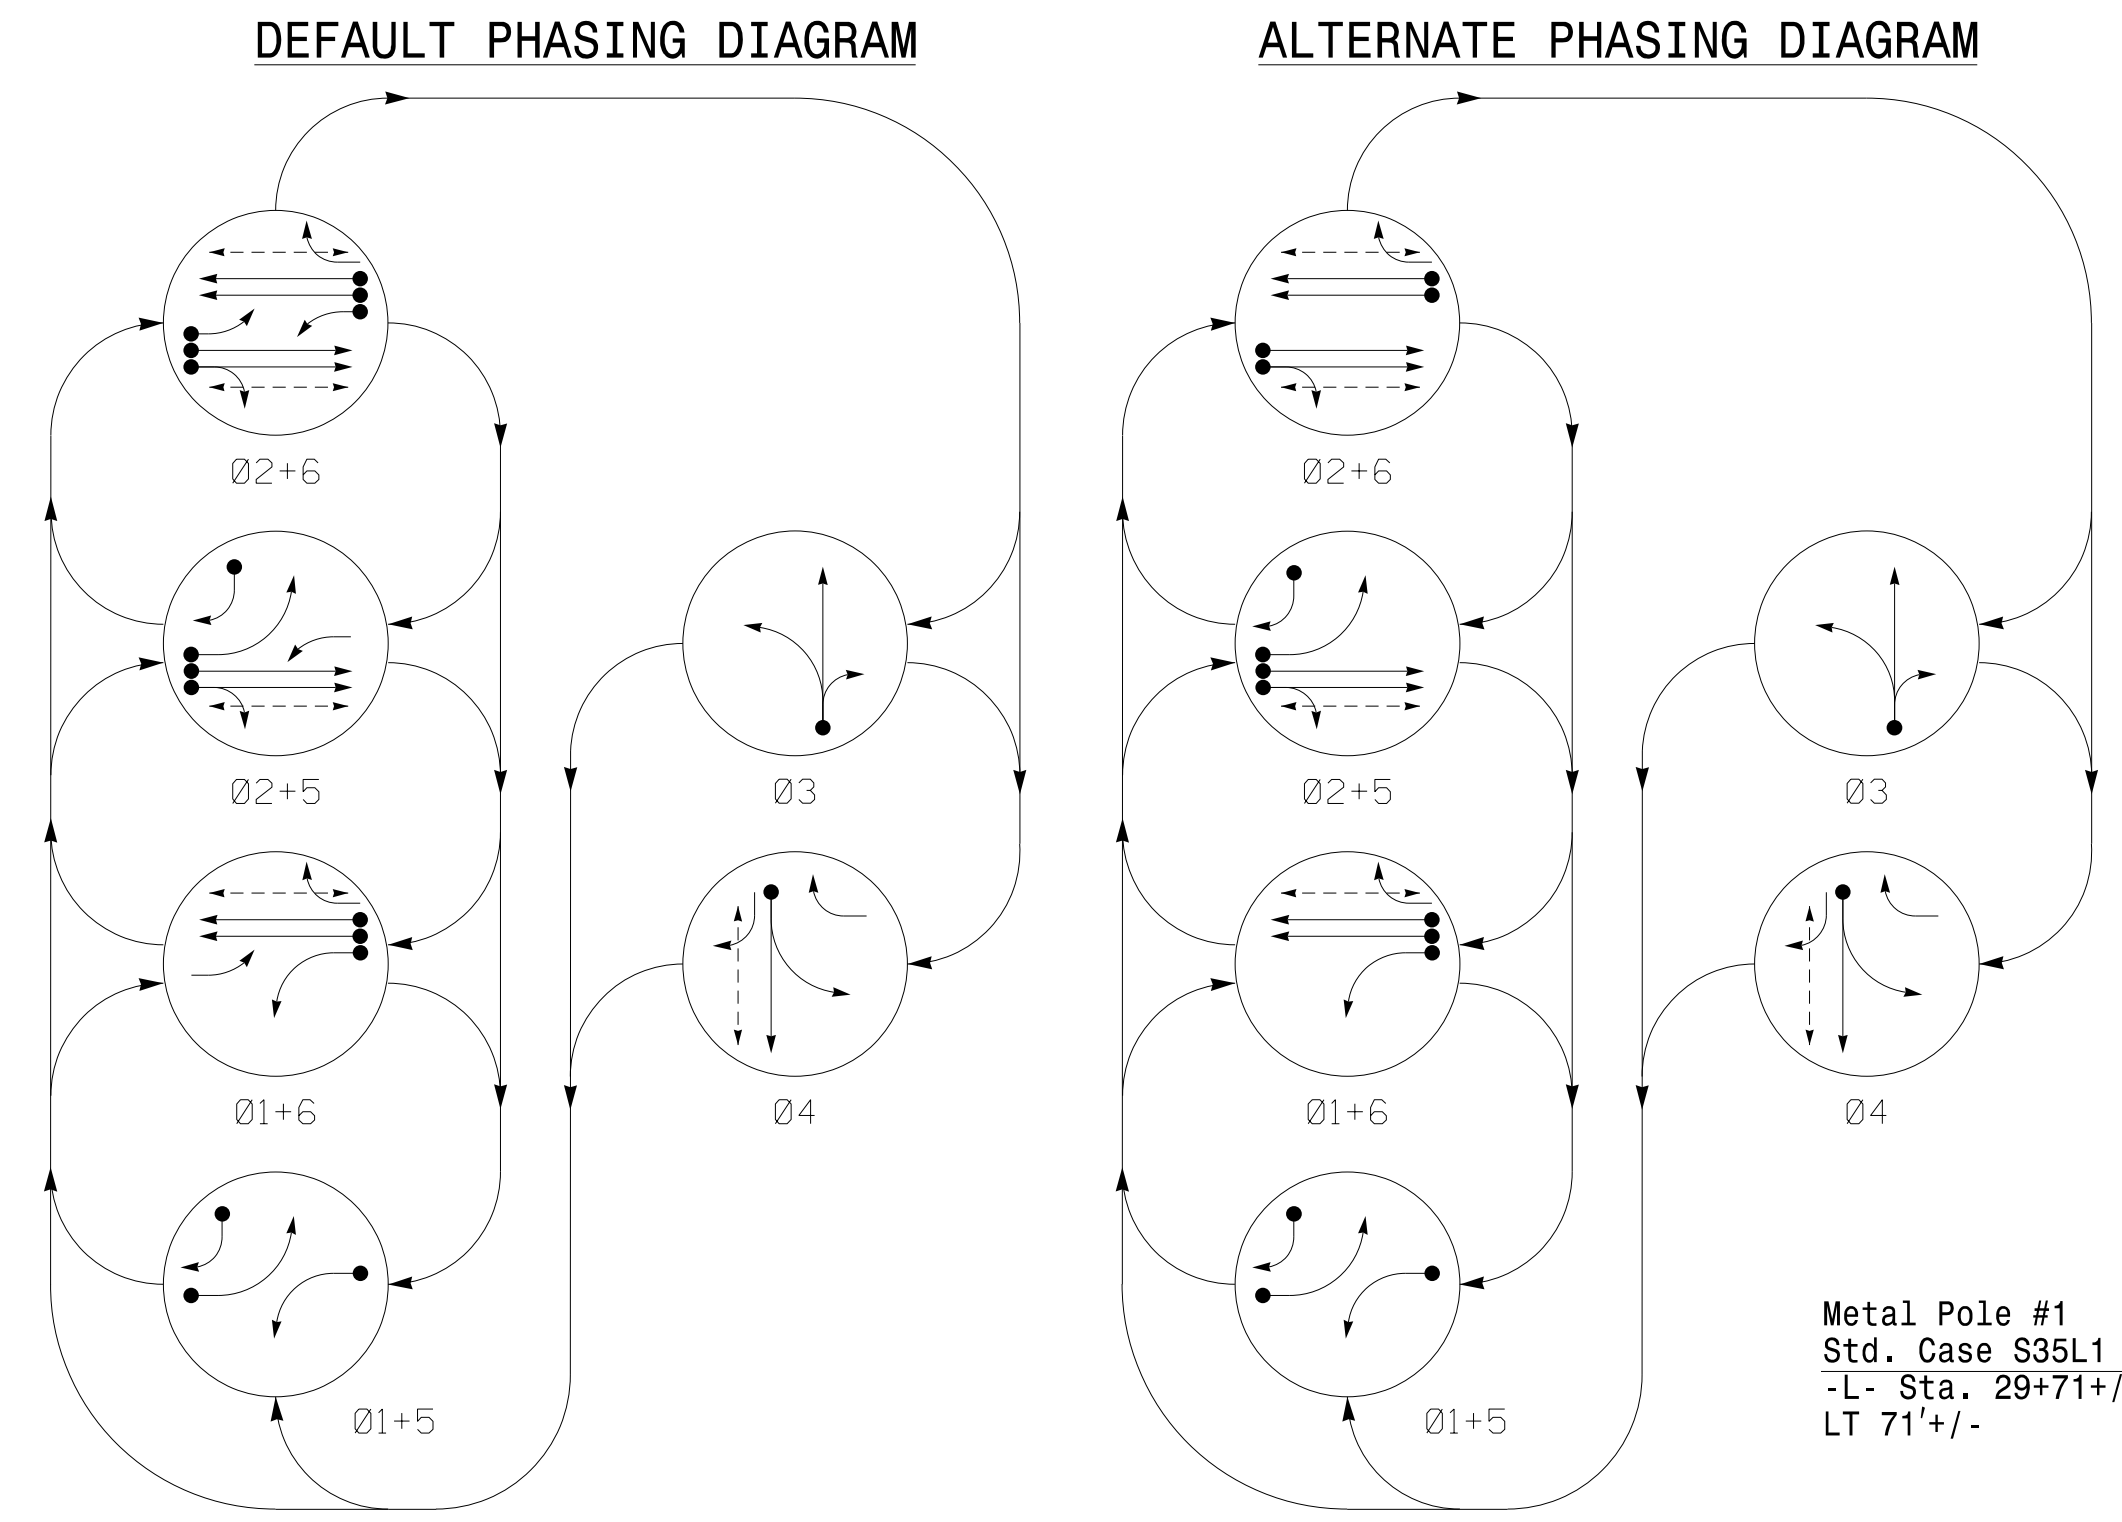 DEFAULT PHASING DIAGRAM
Ø2+6
Ø2+5
Ø3
Ø1+6
Ø4
Ø1+5
ALTERNATE PHASING DIAGRAM
Ø2+6
Ø2+5
Ø3
Ø1+6
Ø4
Ø1+5
Metal Pole #1
Std. Case S35L1
-L- Sta. 29+71+/
LT 71'+/-